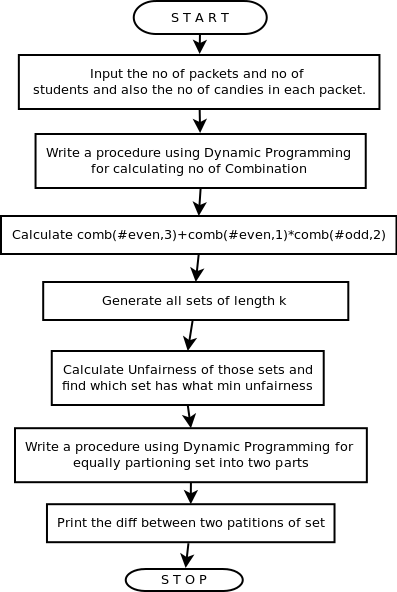 S T A R T
Input the no of packets and no of
students and also the no of candies in each packet.
Write a procedure using Dynamic Programming
for calculating no of Combination
Calculate comb(#even,3)+comb(#even,1)*comb(#odd,2)
Generate all sets of length k
Calculate Unfairness of those sets and
find which set has what min unfairness
Write a procedure using Dynamic Programming for
equally partioning set into two parts
Print the diff between two patitions of set
S T O P